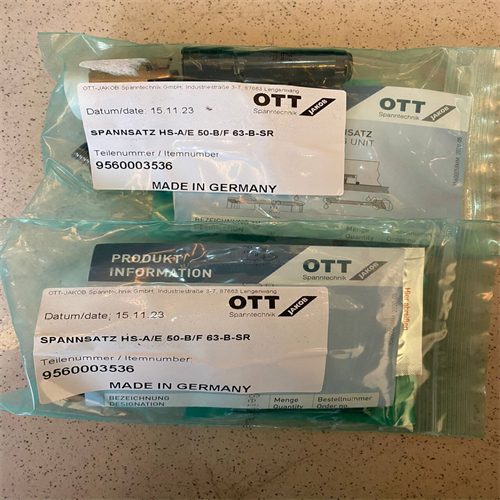 OTT-JAKOB Spanntechnik GmbH, Industriestraße 3-7, 87663 Lengenwang
Datum/date: 15.11.23
OTT
Spanntechnik
JAKOB
SPANNSATZ HS-A/E 50-B/F 63-B-SR
Teilenummer / Itemnumber
9560003536
MADE IN GERMANY
OTT
Spanntechnik
JAKOB
UNIT
BEZEICHNUNG
PRODUKT
INFORMATION
OTT
JAKOB
OTT-JAKOB Spanntechnik GmbH, Industriestraße 3-7, 87663 Lengenwang
Datum/date: 15.11.23
OTT
Spanntechnik
JAKOB
SPANNSATZ HS-A/E 50-B/F 63-B-SR
Teilenummer / Itemnumber:
9560003536
MADE IN GERMANY
BEZEICHNUNG
DESIGNATION
Menge
Quantity
Bestellnummer
Order no.